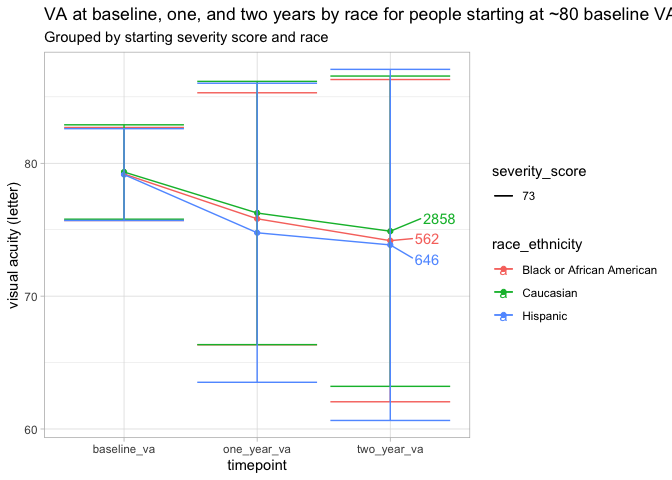 VA at baseline, one, and two years by race for people starting at ~80 baseline VA
Grouped by starting severity score and race
visual acuity (letter)
80
70
60
2858
562
646
baseline_va
one_year_va
two_year_va
timepoint
severity_score
73
race_ethnicity
a Black or African American
a Caucasian
a Hispanic